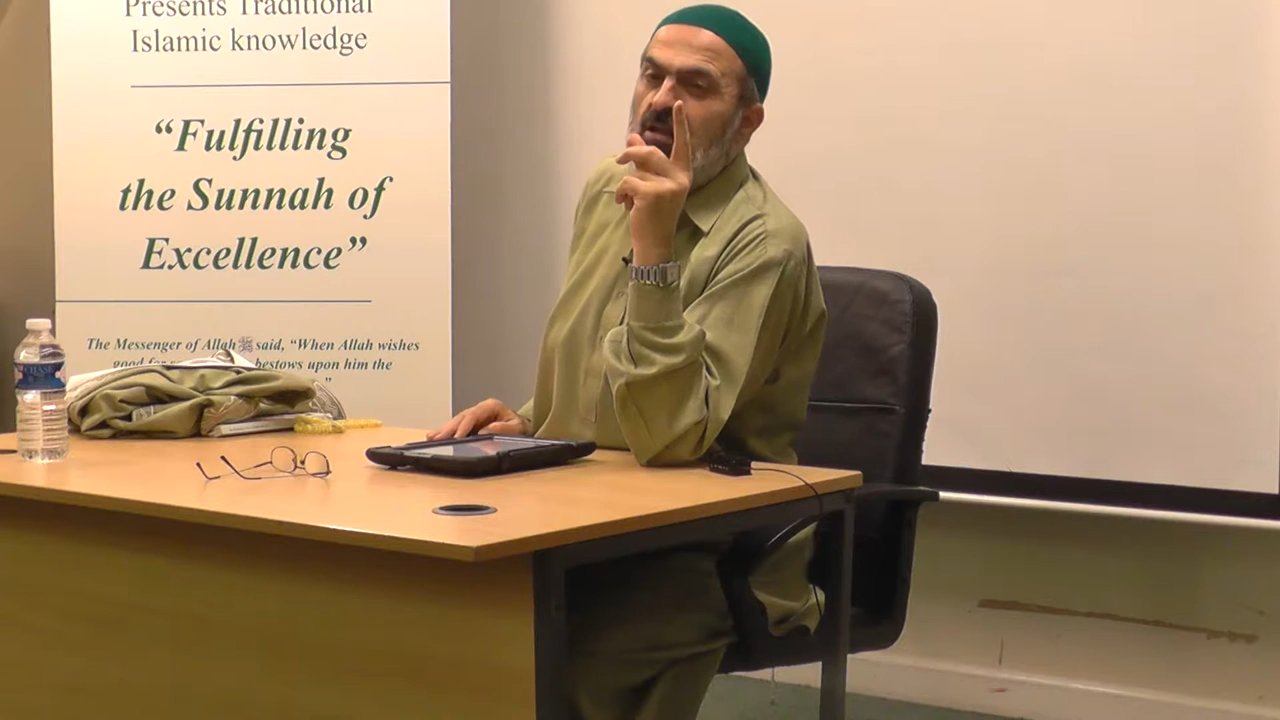 Presents Traditional
Islamic knowledge
“Fulfilling
the Sunnah of
Excellence”
The Messenger of Allah ﷺ said, “When Allah wishes
good for bestows upon him the
”
CHASE